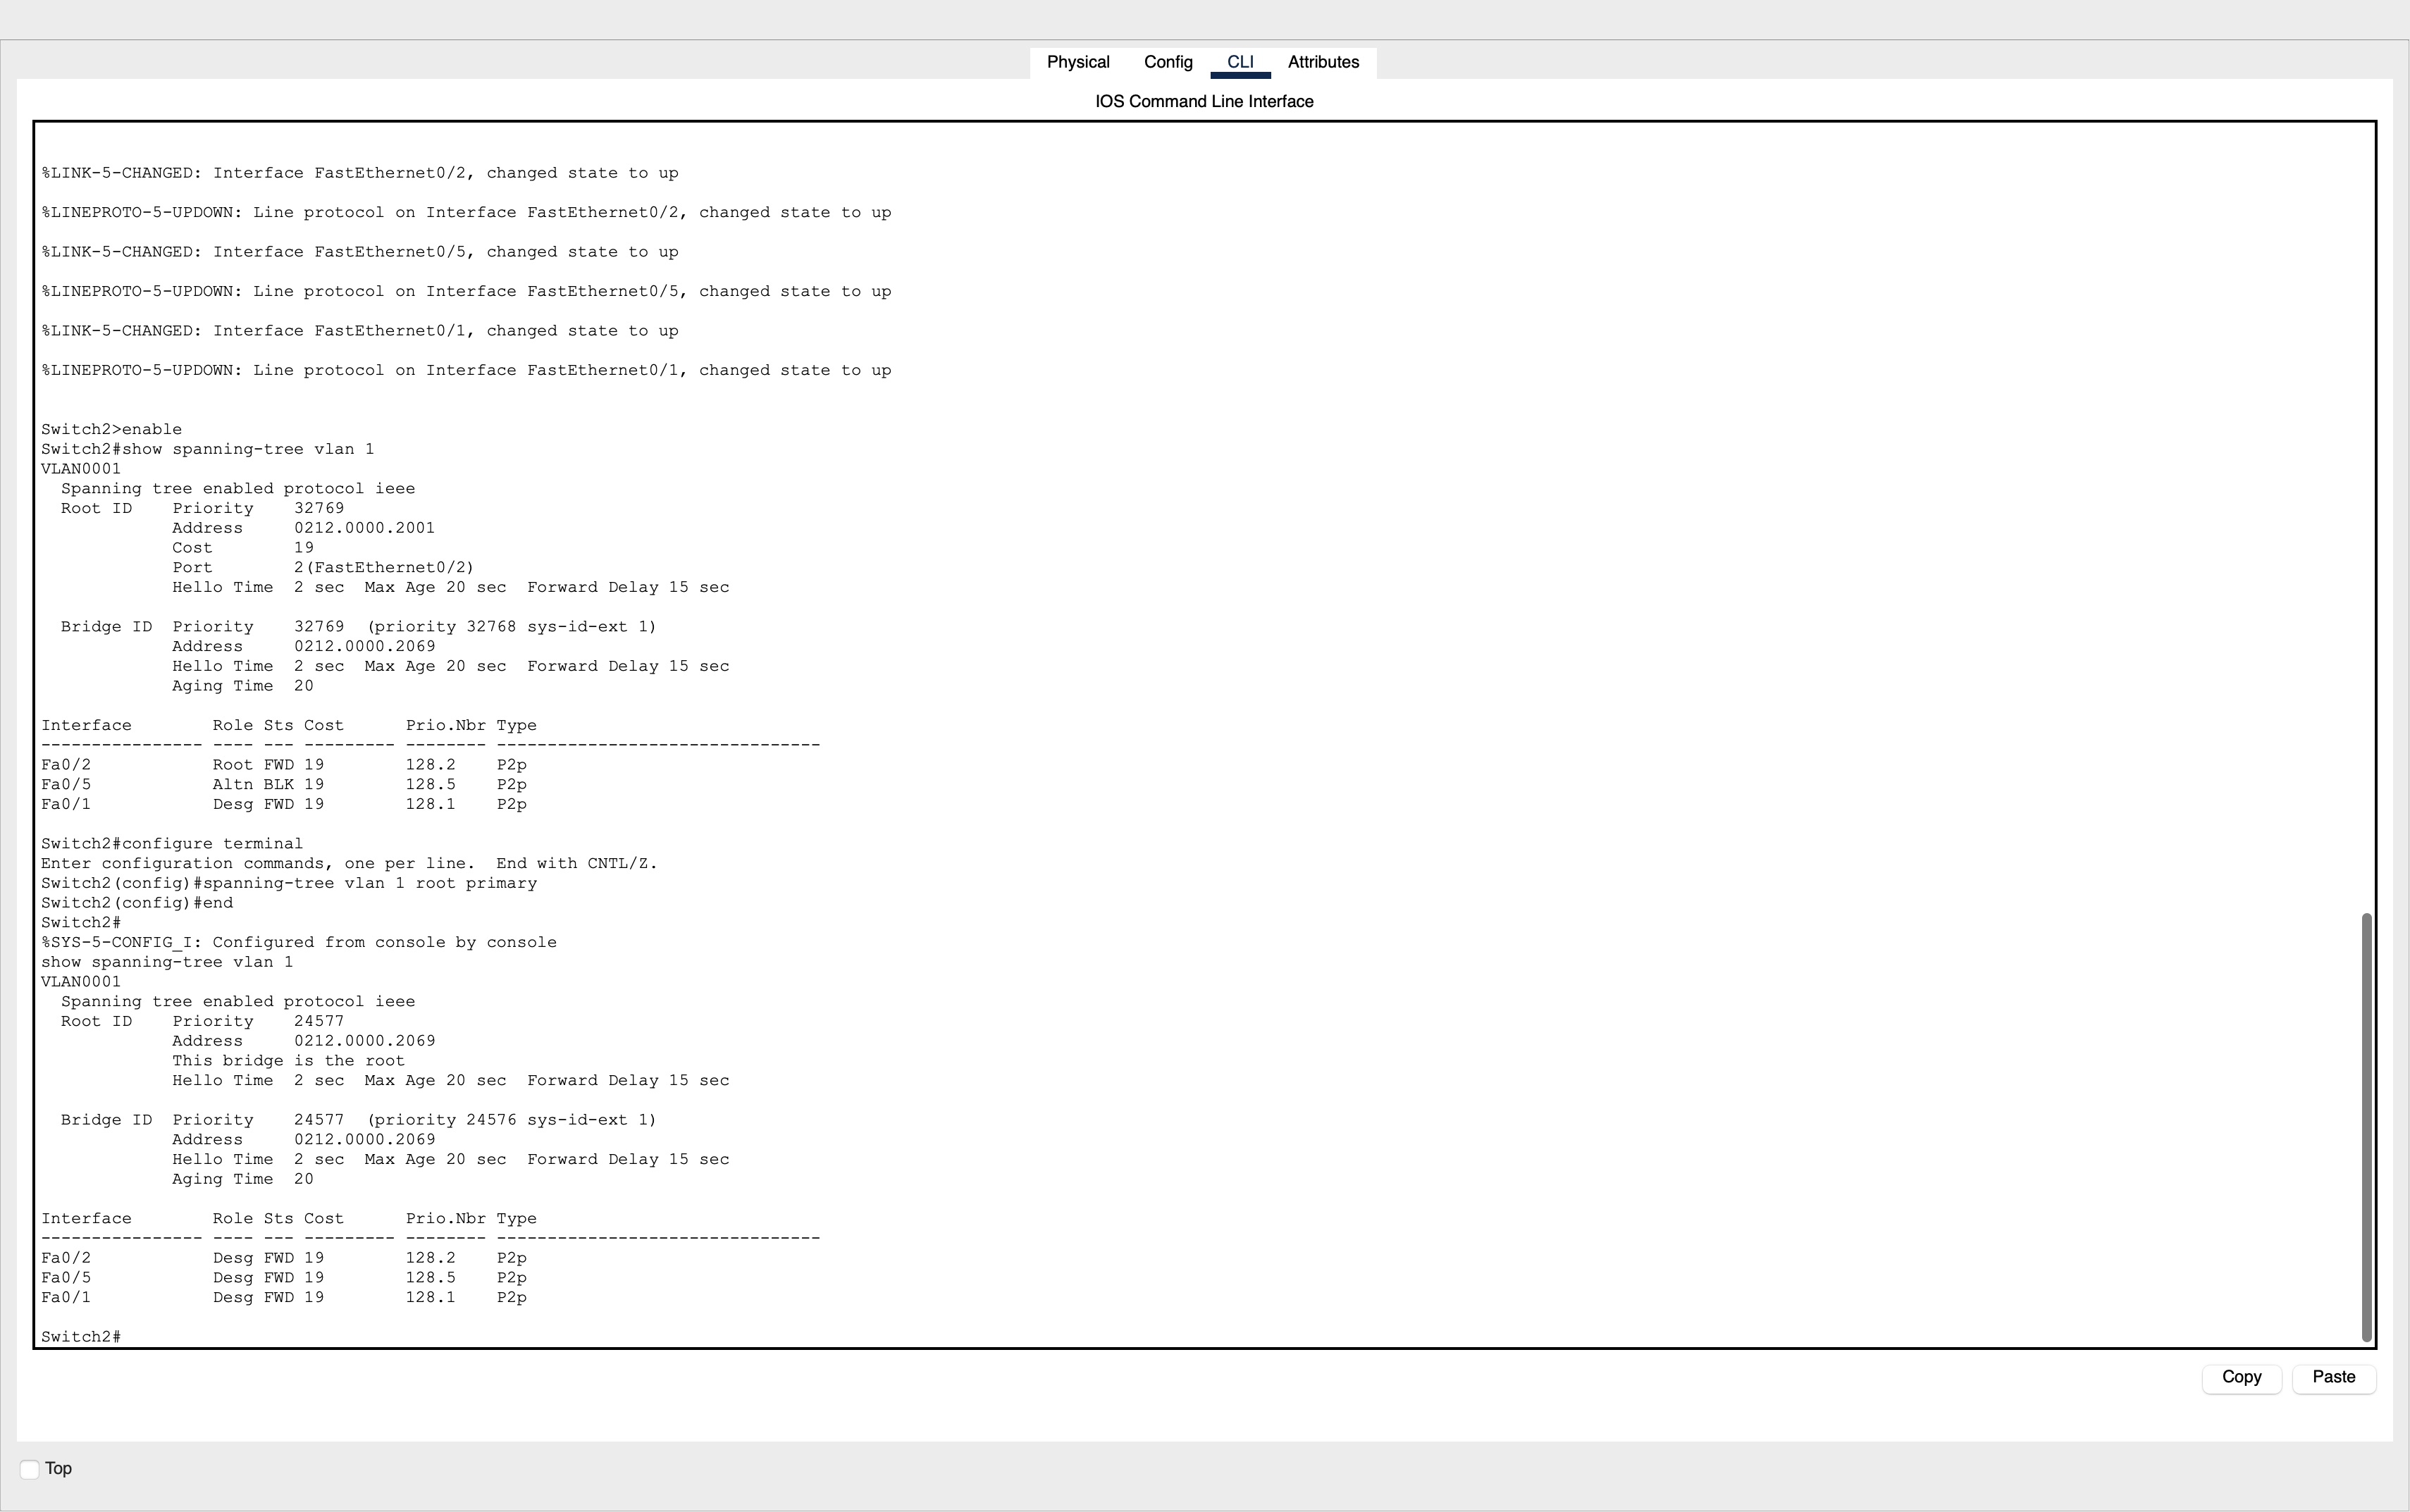 Physical Config CLI Attributes
IOS Command Line Interface
%LINK-5-CHANGED: Interface FastEthernet0/2, changed state to up
%LINEPROTO-5-UPDOWN: Line protocol on Interface FastEthernet0/2, changed state to up
%LINK-5-CHANGED: Interface FastEthernet0/5, changed state to up
%LINEPROTO-5-UPDOWN: Line protocol on Interface FastEthernet0/5, changed state to up
%LINK-5-CHANGED: Interface FastEthernet0/1, changed state to up
%LINEPROTO-5-UPDOWN: Line protocol on Interface FastEthernet0/1, changed state to up
Switch2>enable
Switch2#show spanning-tree vlan 1
VLAN0001
  Spanning tree enabled protocol ieee
  Root ID    Priority    32769
             Address     0212.0000.2001
             Cost        19
             Port        2(FastEthernet0/2)
             Hello Time  2 sec  Max Age 20 sec  Forward Delay 15 sec
  Bridge ID  Priority    32769  (priority 32768 sys-id-ext 1)
             Address     0212.0000.2069
             Hello Time  2 sec  Max Age 20 sec  Forward Delay 15 sec
             Aging Time  20
Interface        Role Sts Cost      Prio.Nbr Type
---------------- ---- --- --------- -------- --------------------------------
Fa0/2            Root FWD 19        128.2    P2p
Fa0/5            Altn BLK 19        128.5    P2p
Fa0/1            Desg FWD 19        128.1    P2p
Switch2#configure terminal
Enter configuration commands, one per line.  End with CNTL/Z.
Switch2(config)#spanning-tree vlan 1 root primary
Switch2(config)#end
Switch2#
%SYS-5-CONFIG_I: Configured from console by console
show spanning-tree vlan 1
VLAN0001
  Spanning tree enabled protocol ieee
  Root ID    Priority    24577
             Address     0212.0000.2069
             This bridge is the root
             Hello Time  2 sec  Max Age 20 sec  Forward Delay 15 sec
  Bridge ID  Priority    24577  (priority 24576 sys-id-ext 1)
             Address     0212.0000.2069
             Hello Time  2 sec  Max Age 20 sec  Forward Delay 15 sec
             Aging Time  20
Interface        Role Sts Cost      Prio.Nbr Type
---------------- ---- --- --------- -------- --------------------------------
Fa0/2            Desg FWD 19        128.2    P2p
Fa0/5            Desg FWD 19        128.5    P2p
Fa0/1            Desg FWD 19        128.1    P2p
Switch2#
Copy Paste
Top